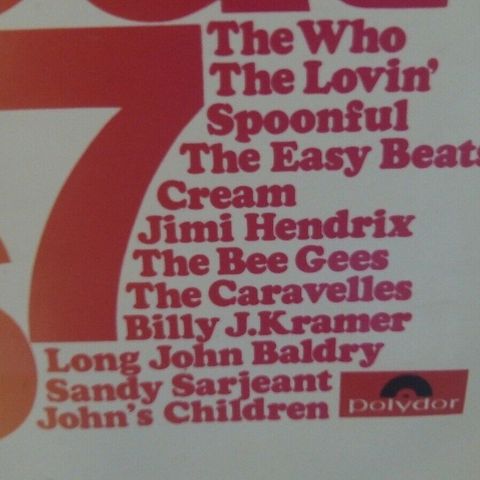 7
The Who
The Lovin'
Spoonful
The Easy Beats
Cream
Jimi Hendrix
The Bee Gees
The Caravelles
Billy J.Kramer
Long John Baldry
Sandy Sarjeant
John's Children
polydor